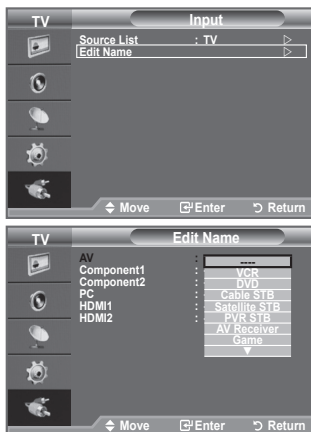 TV Input
Source List : TV
Edit Name
Move Enter Return
TV Edit Name
AV : ----
Component1 : VCR
Component2 : DVD
PC : Cable STB
HDMI1 : Satellite STB
HDMI2 : PVR STB
AV Receiver
Game
Move Enter Return